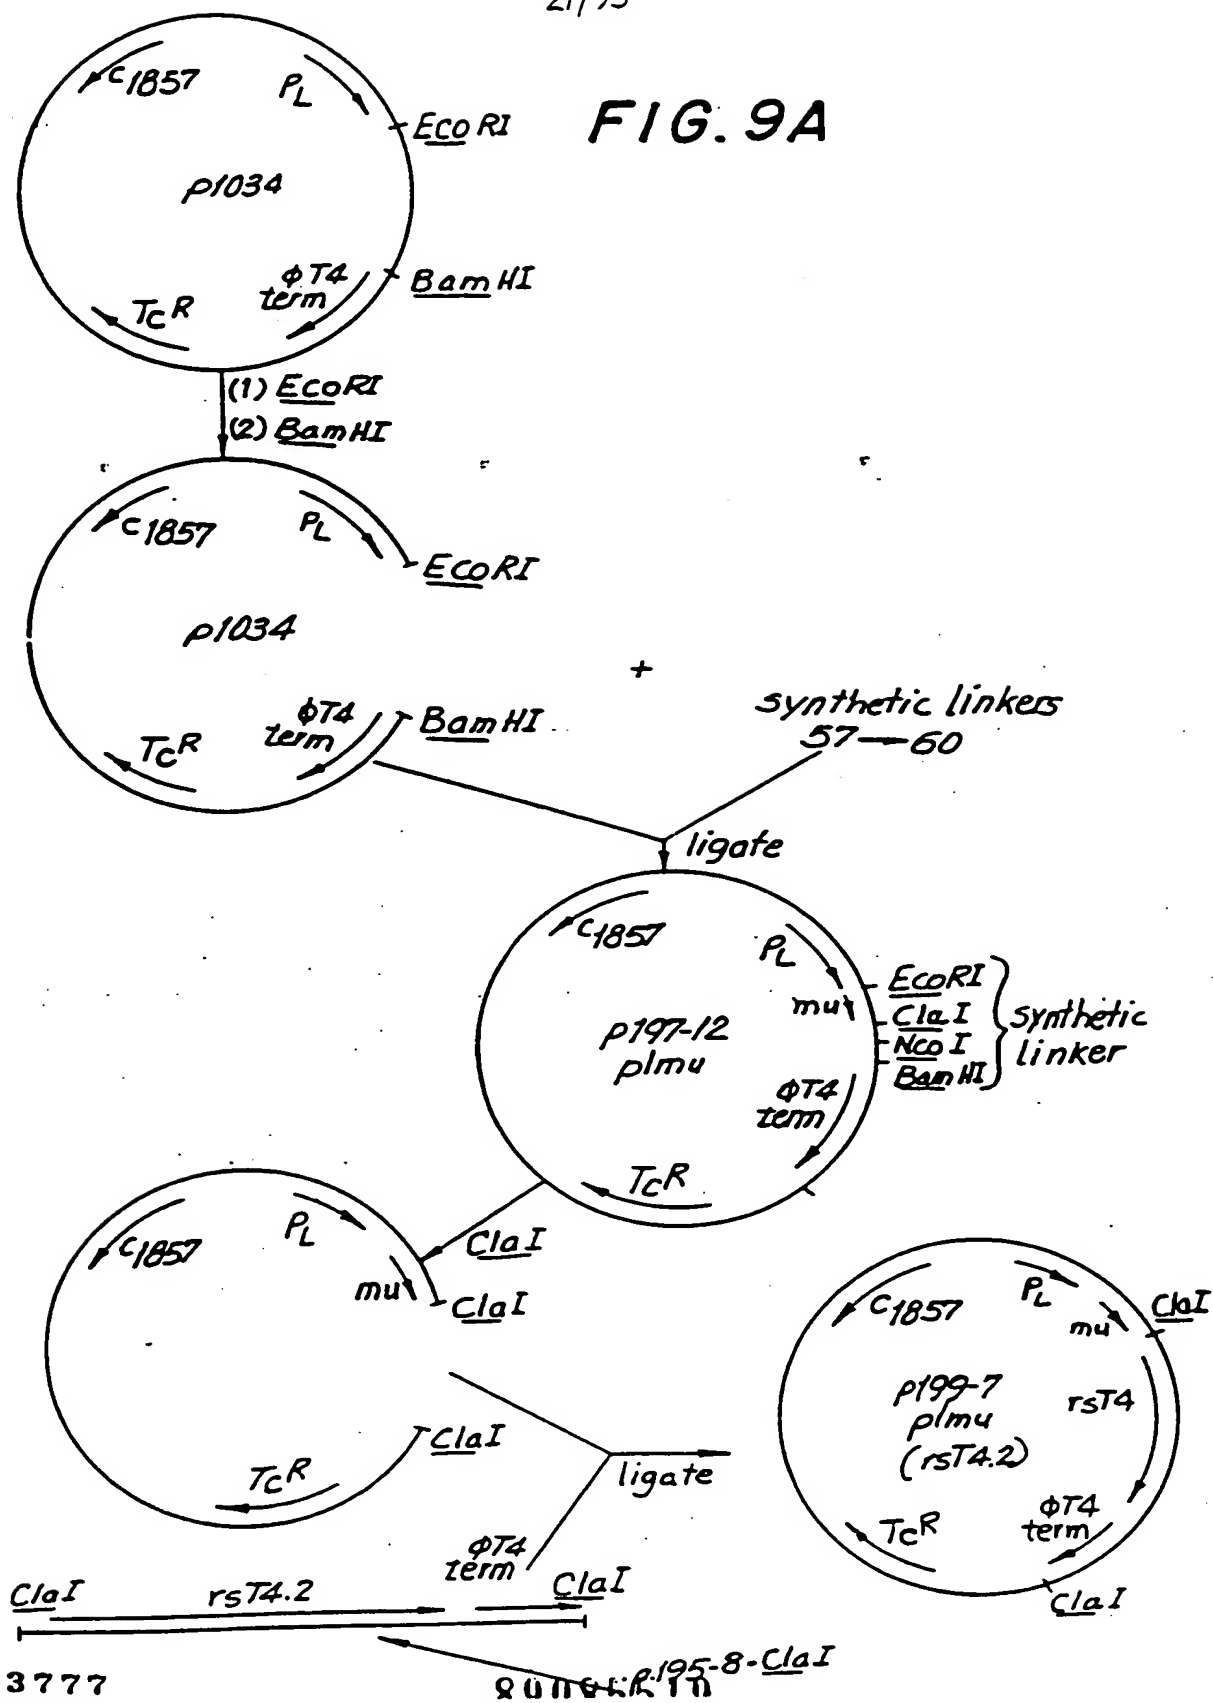 21/93
FIG. 9A
c1857
PL
EcoRI
p1034
BamHI
φT4
term
TcR
(1) EcoRI
(2) BamHI
c1857
PL
EcoRI
p1034
φT4
term
BamHI
TcR
+
synthetic linkers
57→60
ligate
c1857
PL
mu
EcoRI
ClaI
NcoI
BamHI
synthetic
linker
p197-12
plmu
φT4
term
TcR
ClaI
c1857
PL
mu
ClaI
ClaI
TcR
ligate
c1857
PL
mu
ClaI
p199-7
plmu
(rsT4.2)
rsT4
φT4
term
TcR
ClaI
φT4
term
ClaI
rsT4.2
ClaI
p195-8-ClaI
3777